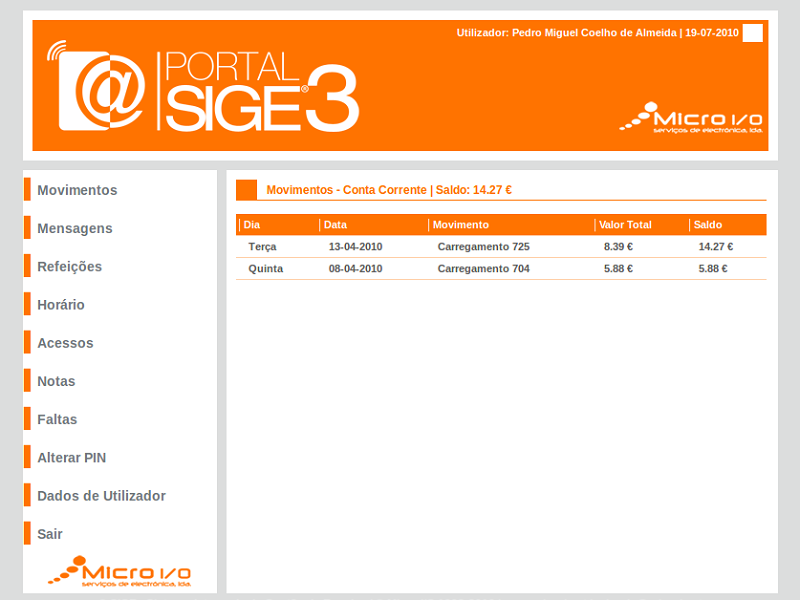 Utilizador: Pedro Miguel Coelho de Almeida | 19-07-2010
@ PORTAL
SIGE®3
Micro I/O
serviços de electrónica, lda.
Movimentos
Mensagens
Refeições
Horário
Acessos
Notas
Faltas
Alterar PIN
Dados de Utilizador
Sair
Micro I/O
serviços de electrónica, lda.
Movimentos - Conta Corrente | Saldo: 14.27 €
Dia Data Movimento Valor Total Saldo
Terça 13-04-2010 Carregamento 725 8.39 € 14.27 €
Quinta 08-04-2010 Carregamento 704 5.88 € 5.88 €